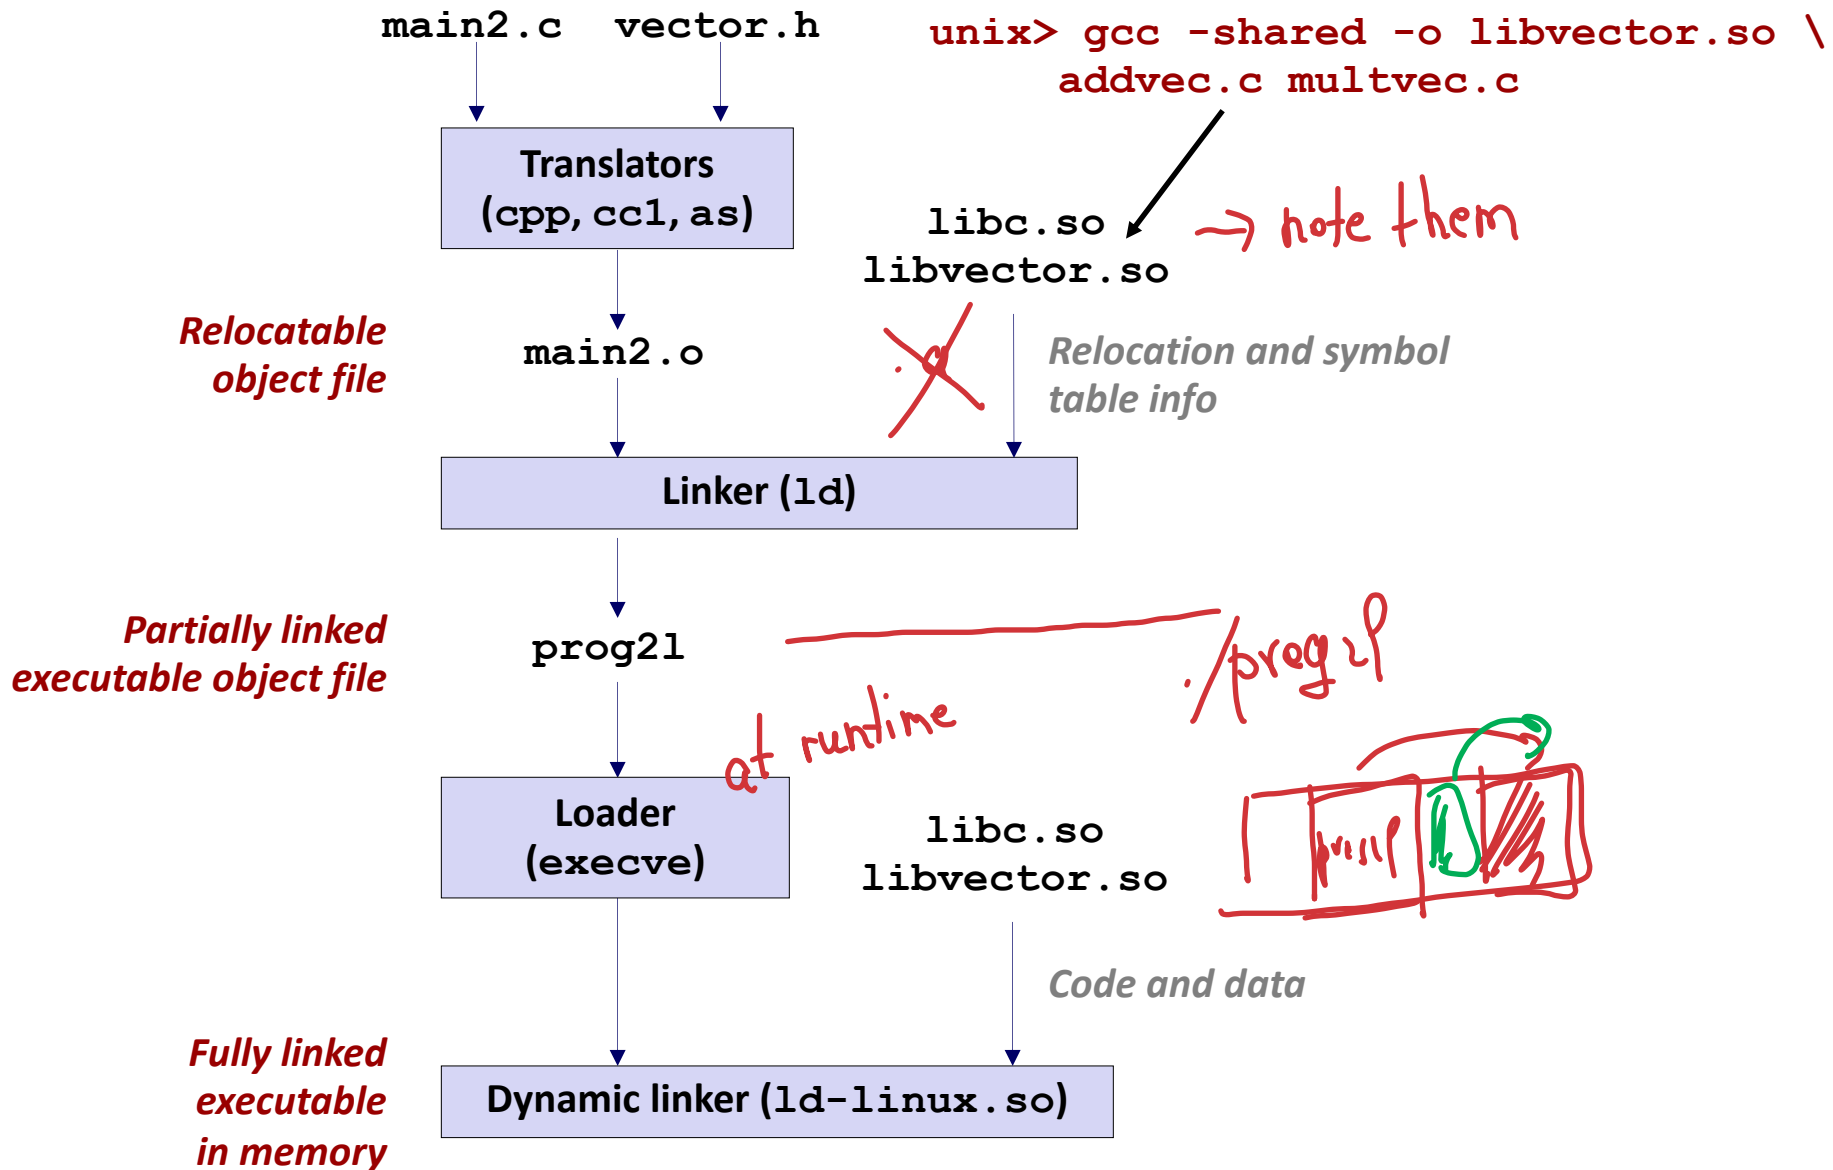 main2.c vector.h
unix> gcc -shared -o libvector.so \
addvec.c multvec.c
Translators
(cpp, cc1, as)
libc.so
libvector.so
→ note them
Relocatable
object file
main2.o
.a
Relocation and symbol
table info
Linker (ld)
Partially linked
executable object file
prog2l
./prog2l
at runtime
Loader
(execve)
libc.so
libvector.so
Code and data
Fully linked
executable
in memory
Dynamic linker (ld-linux.so)